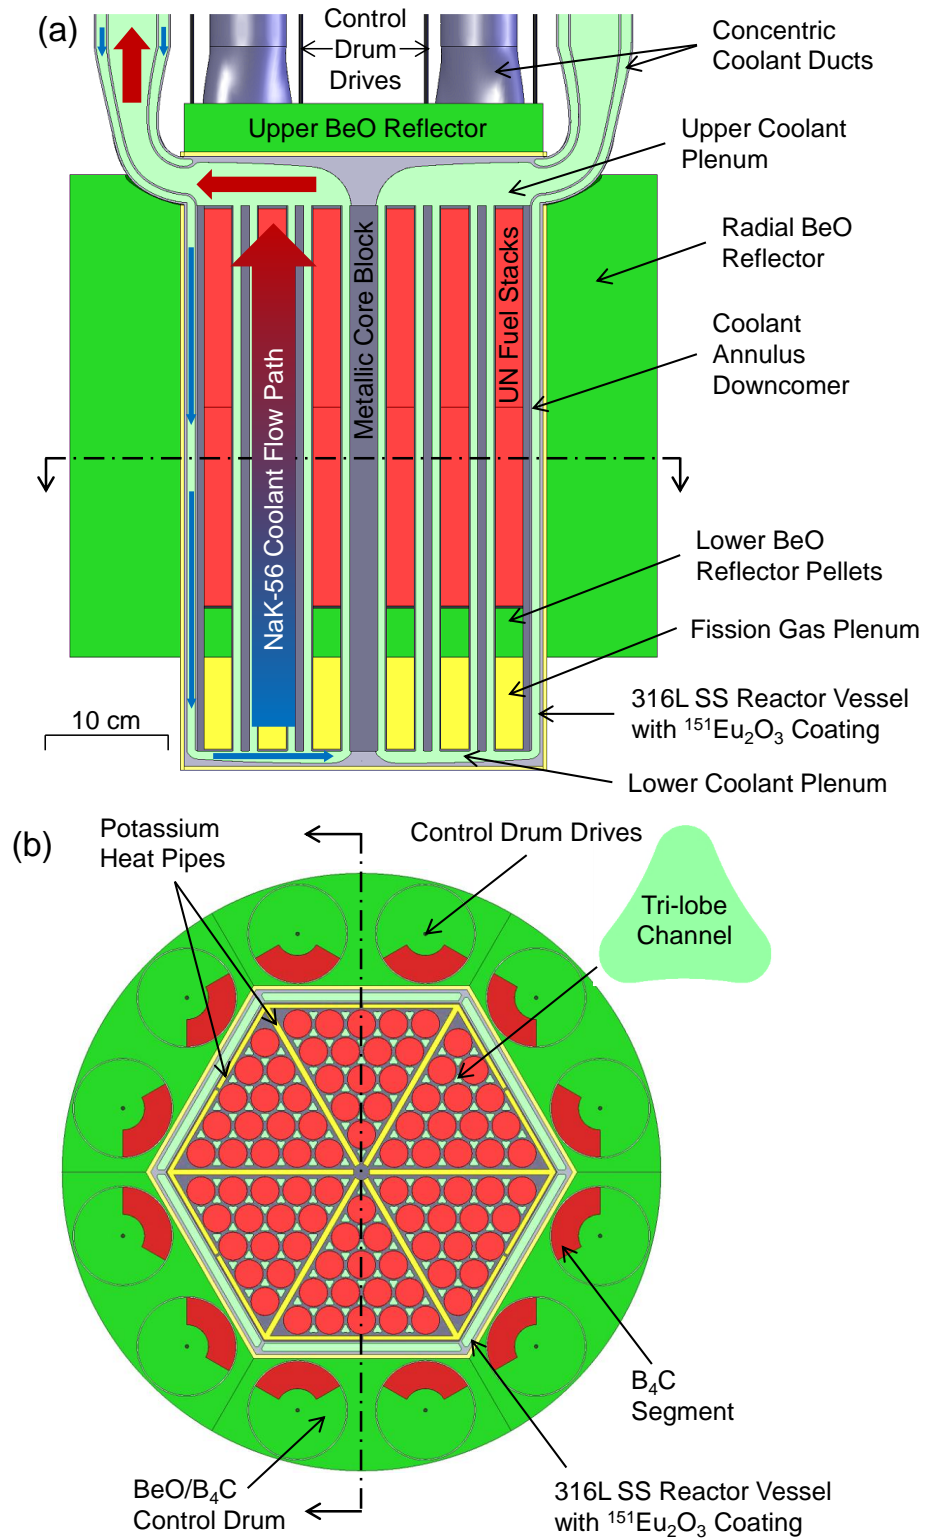 (a)
Control
Drum
Drives
Concentric
Coolant Ducts
Upper BeO Reflector
Upper Coolant
Plenum
Radial BeO
Reflector
Metallic Core Block
UN Fuel Stacks
NaK-56 Coolant Flow Path
Coolant
Annulus
Downcomer
Lower BeO
Reflector Pellets
Fission Gas Plenum
10 cm
316L SS Reactor Vessel
with ¹⁵¹Eu₂O₃ Coating
Lower Coolant Plenum
(b)
Potassium
Heat Pipes
Control Drum Drives
Tri-lobe
Channel
B₄C
Segment
BeO/B₄C
Control Drum
316L SS Reactor Vessel
with ¹⁵¹Eu₂O₃ Coating